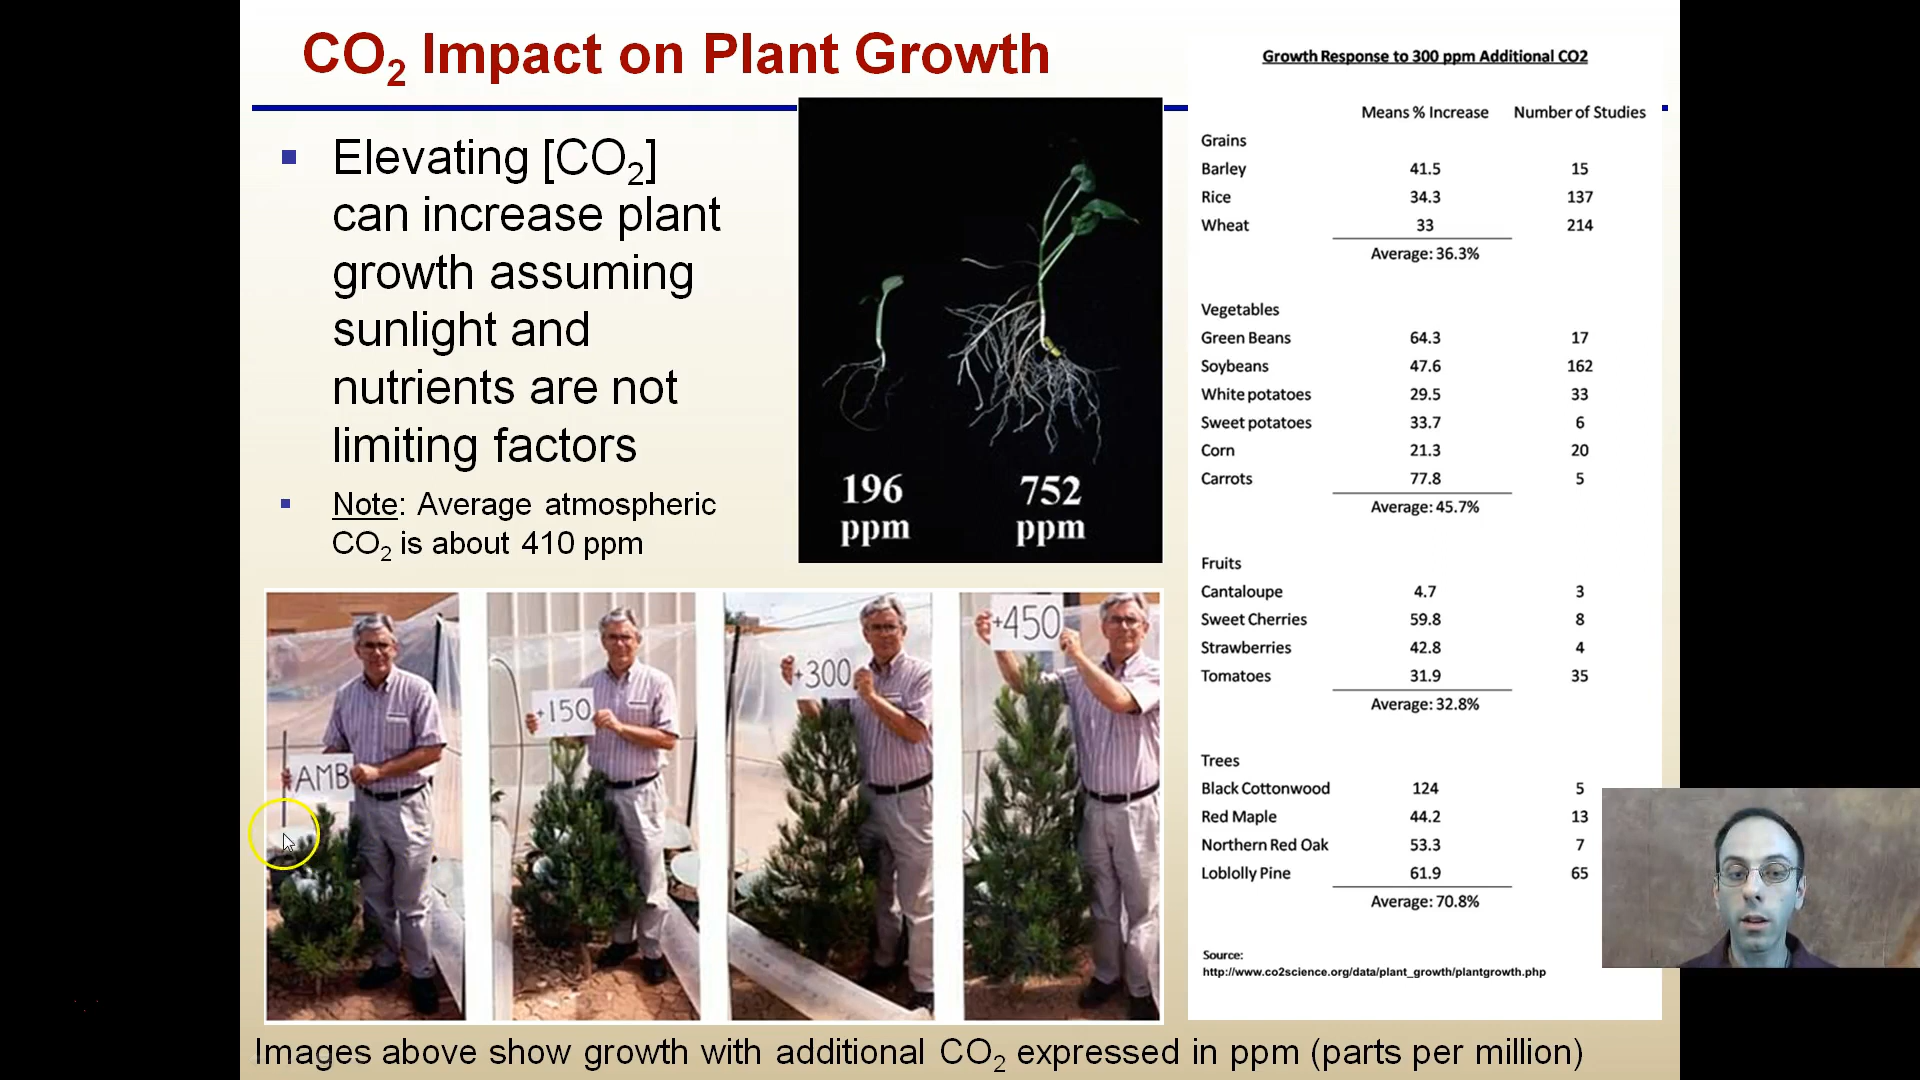 CO2 Impact on Plant Growth
Elevating [CO2]
can increase plant
growth assuming
sunlight and
nutrients are not
limiting factors
Note: Average atmospheric
CO2 is about 410 ppm
196 752
ppm ppm
AMB
+150
+300
+450
Images above show growth with additional CO2 expressed in ppm (parts per million)
Growth Response to 300 ppm Additional CO2
Means % Increase Number of Studies
Grains
Barley 41.5 15
Rice 34.3 137
Wheat 33 214
Average: 36.3%
Vegetables
Green Beans 64.3 17
Soybeans 47.6 162
White potatoes 29.5 33
Sweet potatoes 33.7 6
Corn 21.3 20
Carrots 77.8 5
Average: 45.7%
Fruits
Cantaloupe 4.7 3
Sweet Cherries 59.8 8
Strawberries 42.8 4
Tomatoes 31.9 35
Average: 32.8%
Trees
Black Cottonwood 124 5
Red Maple 44.2 13
Northern Red Oak 53.3 7
Loblolly Pine 61.9 65
Average: 70.8%
Source:
http://www.co2science.org/data/plant_growth/plantgrowth.php